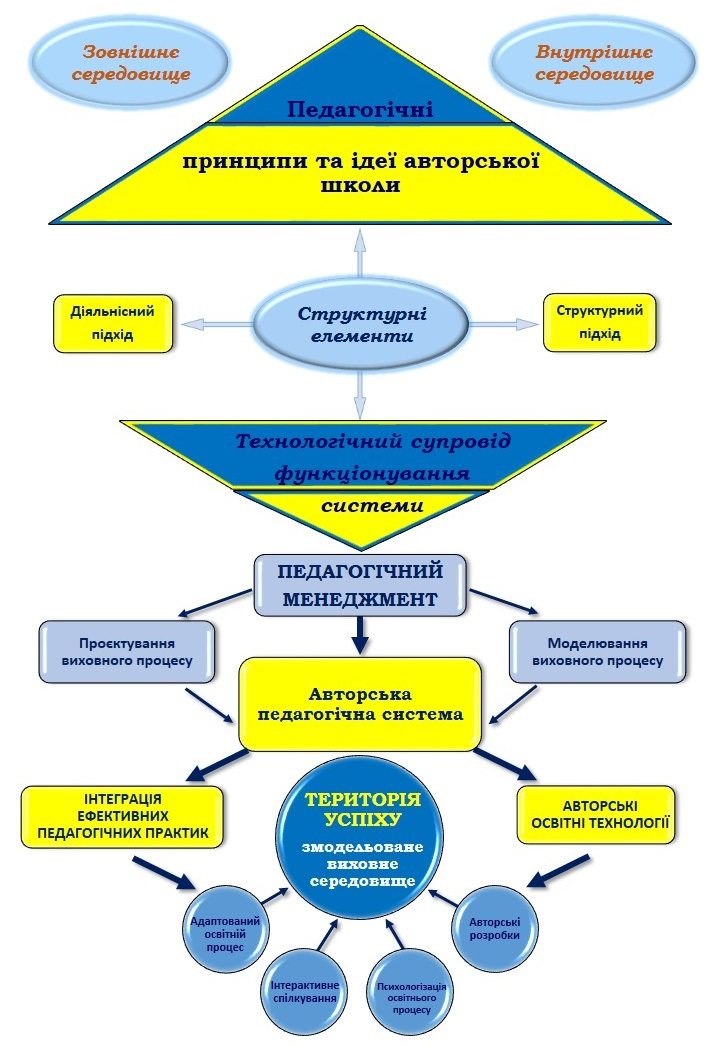 Зовнішнє
середовище
Внутрішнє
середовище
Педагогічні
принципи та ідеї авторської
школи
Діяльнісний
підхід
Структурні
елементи
Структурний
підхід
Технологічний супровід
функціонування
системи
ПЕДАГОГІЧНИЙ
МЕНЕДЖМЕНТ
Проєктування
виховного процесу
Моделювання
виховного процесу
Авторська
педагогічна система
ІНТЕГРАЦІЯ
ЕФЕКТИВНИХ
ПЕДАГОГІЧНИХ ПРАКТИК
ТЕРИТОРІЯ
УСПІХУ
змодельоване
виховне
середовище
АВТОРСЬКІ
ОСВІТНІ ТЕХНОЛОГІЇ
Адаптований
освітній
процес
Інтерактивне
спілкування
Психологізація
освітнього
процесу
Авторські
розробки